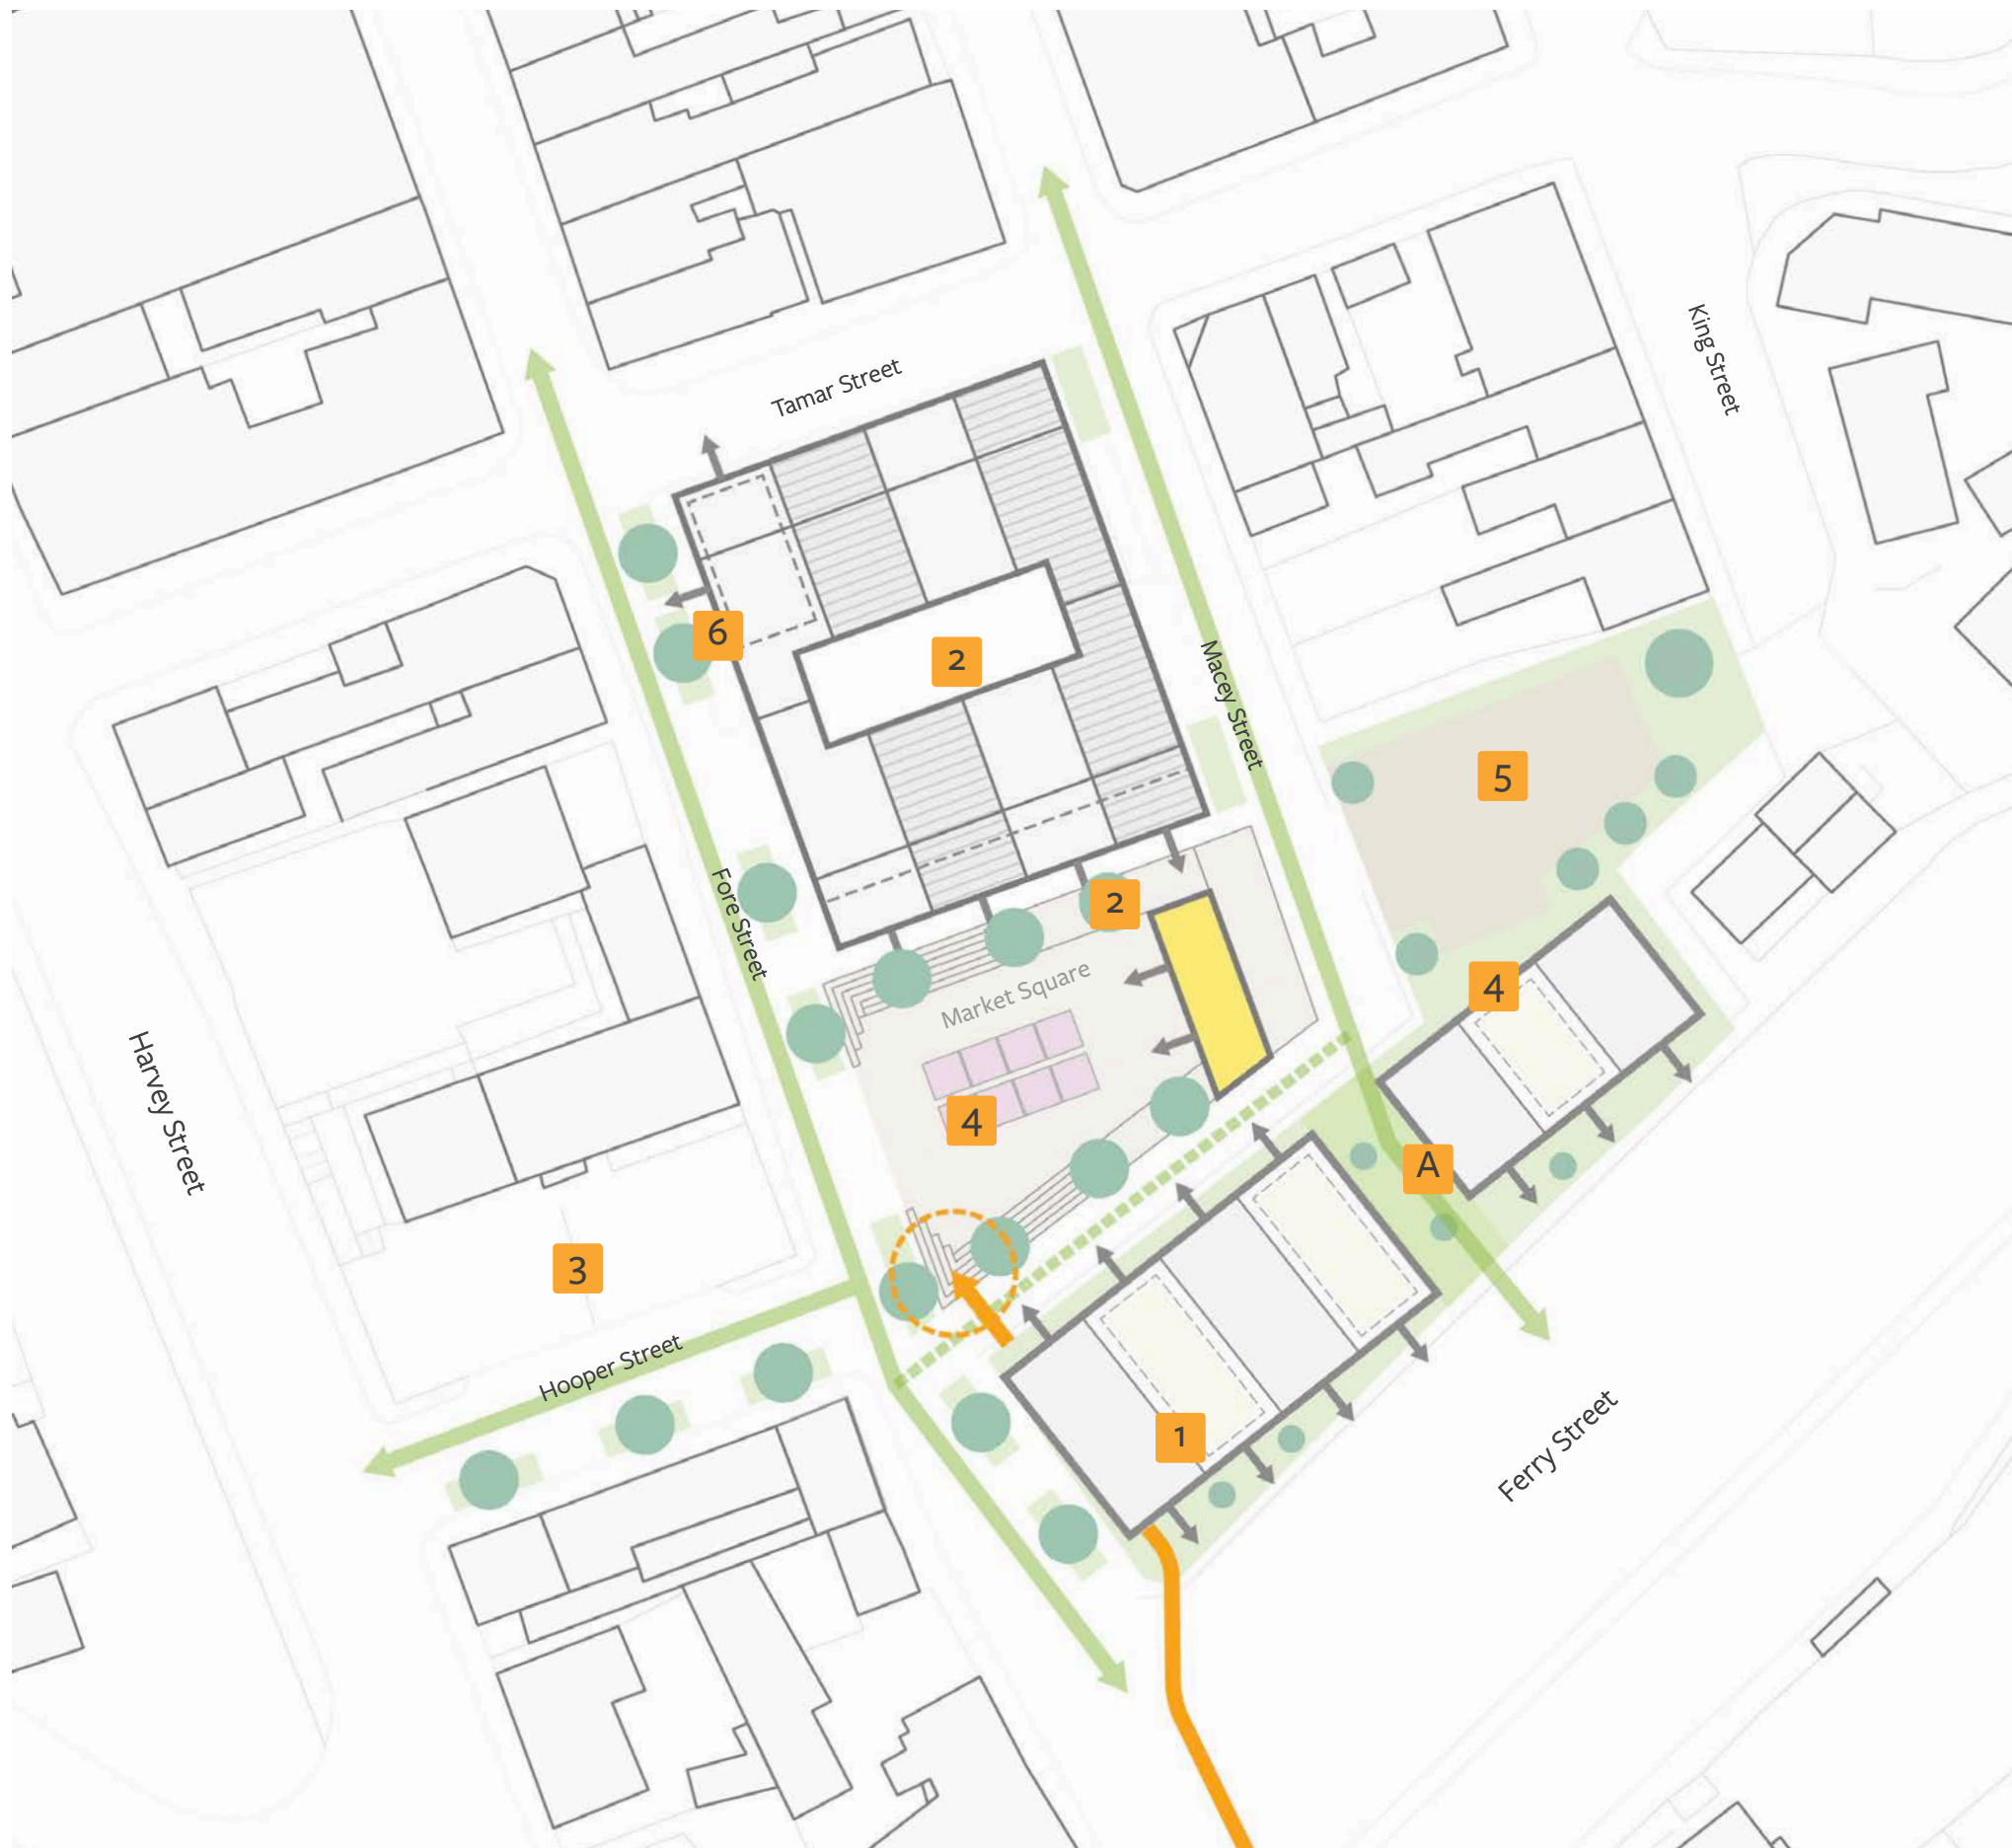 King Street
Tamar Street
6
2
Macey Street
5
2
Fore Street
Market Square
4
4
Harvey Street
A
3
Hooper Street
1
Ferry Street